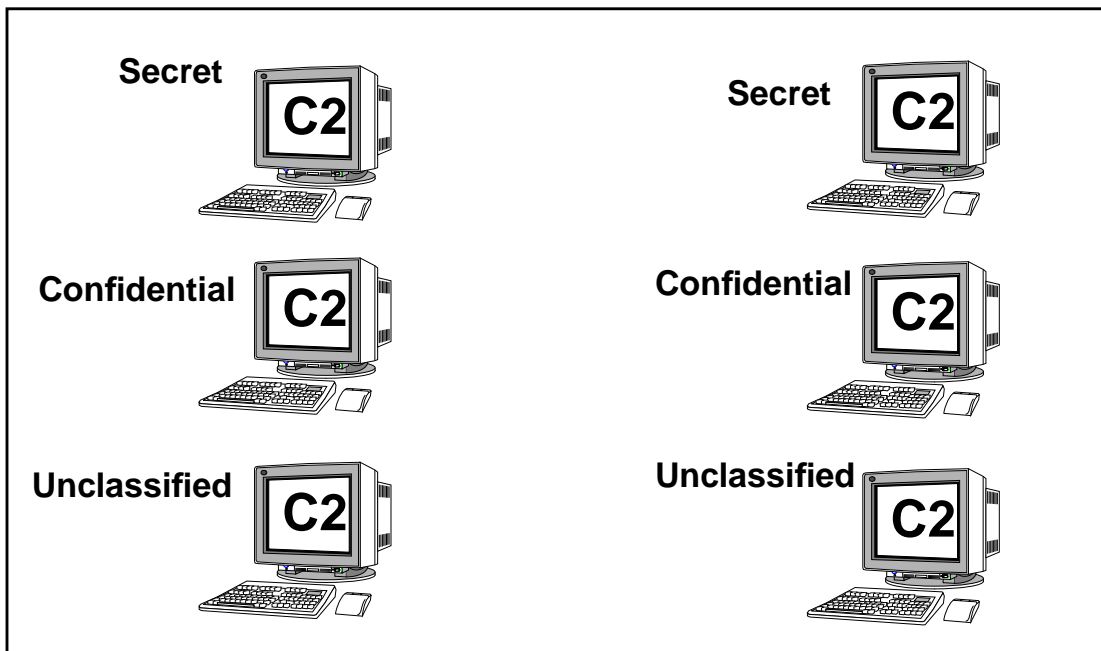 Secret
C2
Secret
C2
Confidential
C2
Confidential
C2
Unclassified
C2
Unclassified
C2